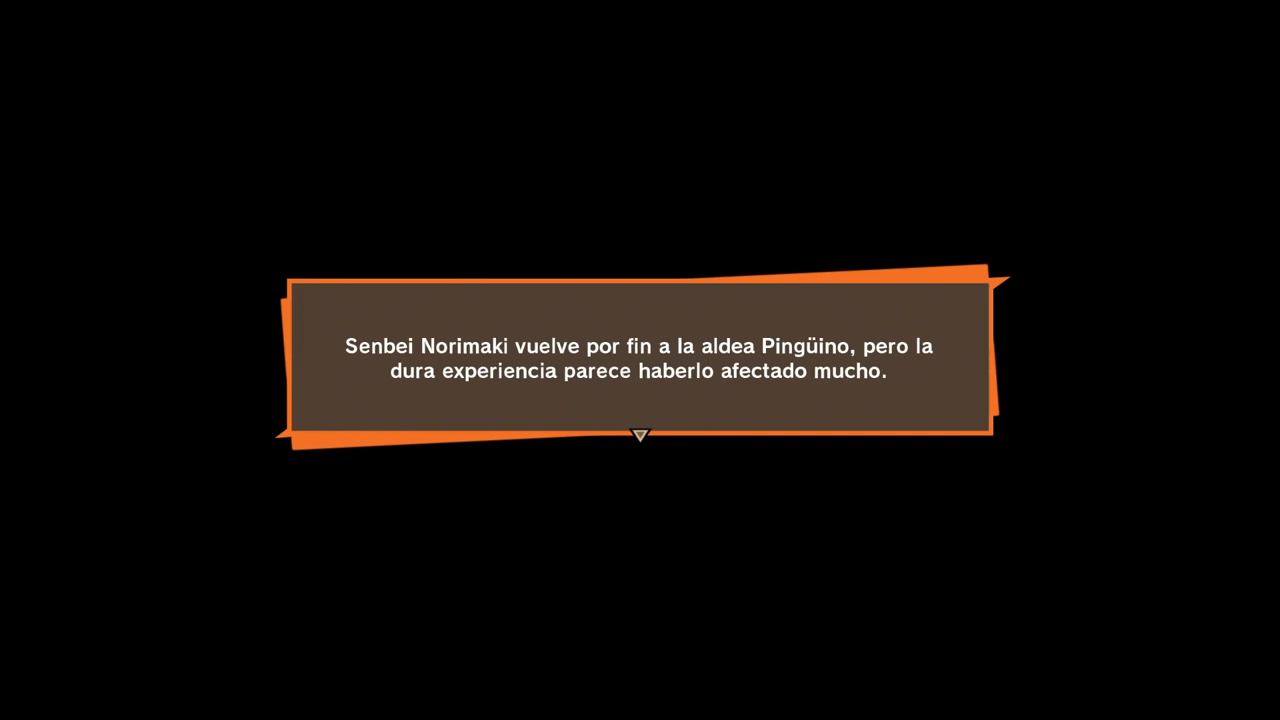 Senbei Norimaki vuelve por fin a la aldea Pingüino, pero la
dura experiencia parece haberlo afectado mucho.